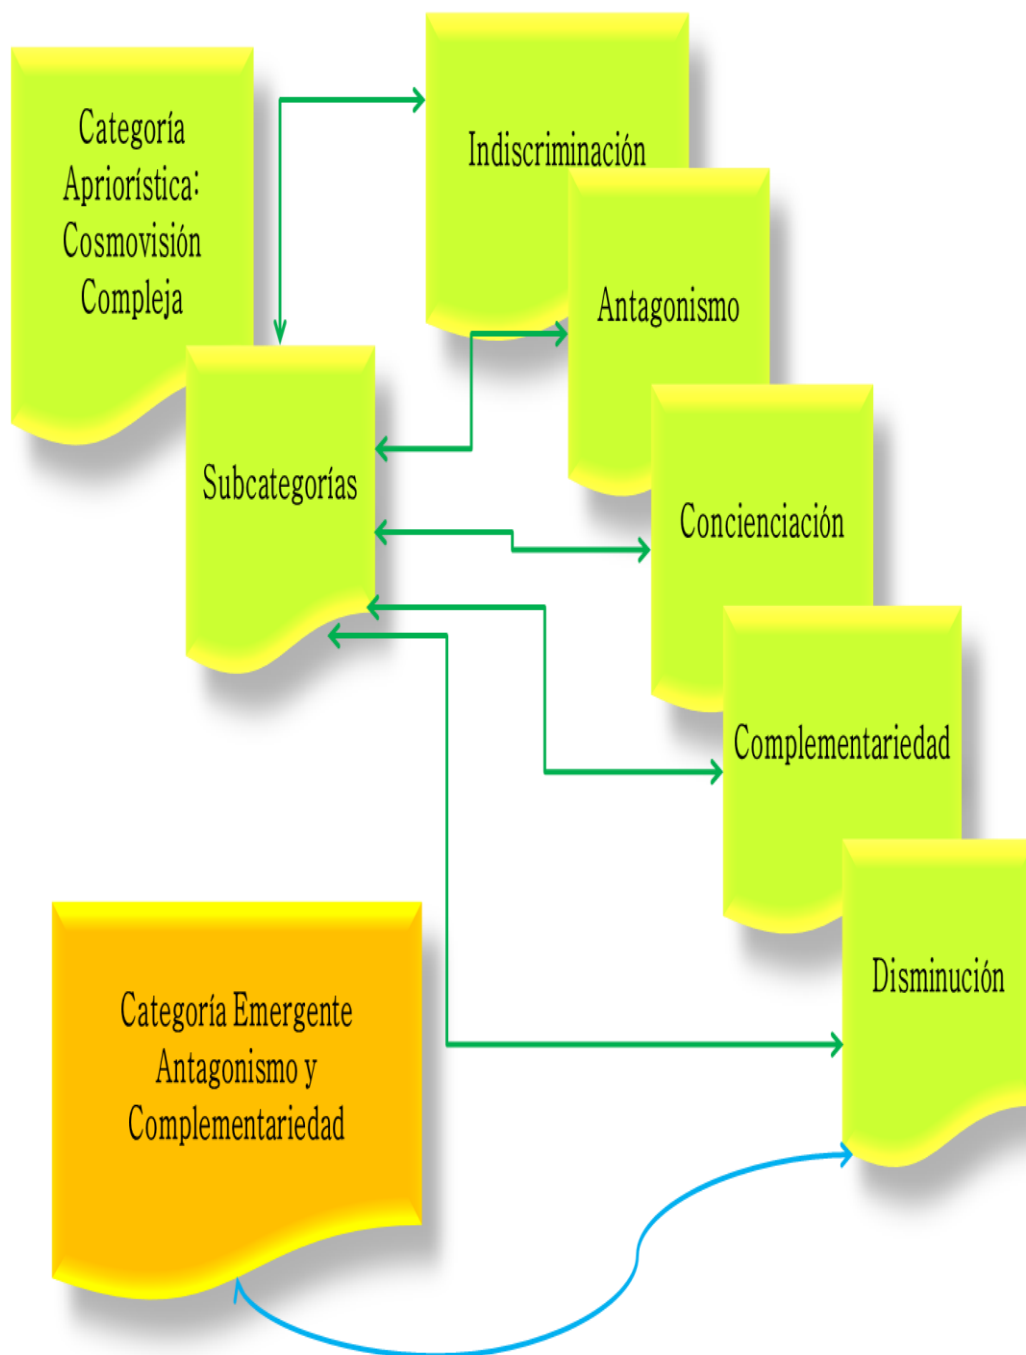 Categoría
Apriorística:
Cosmovisión
Compleja
Subcategorías
Indiscriminación
Antagonismo
Concienciación
Complementariedad
Disminución
Categoría Emergente
Antagonismo y
Complementariedad